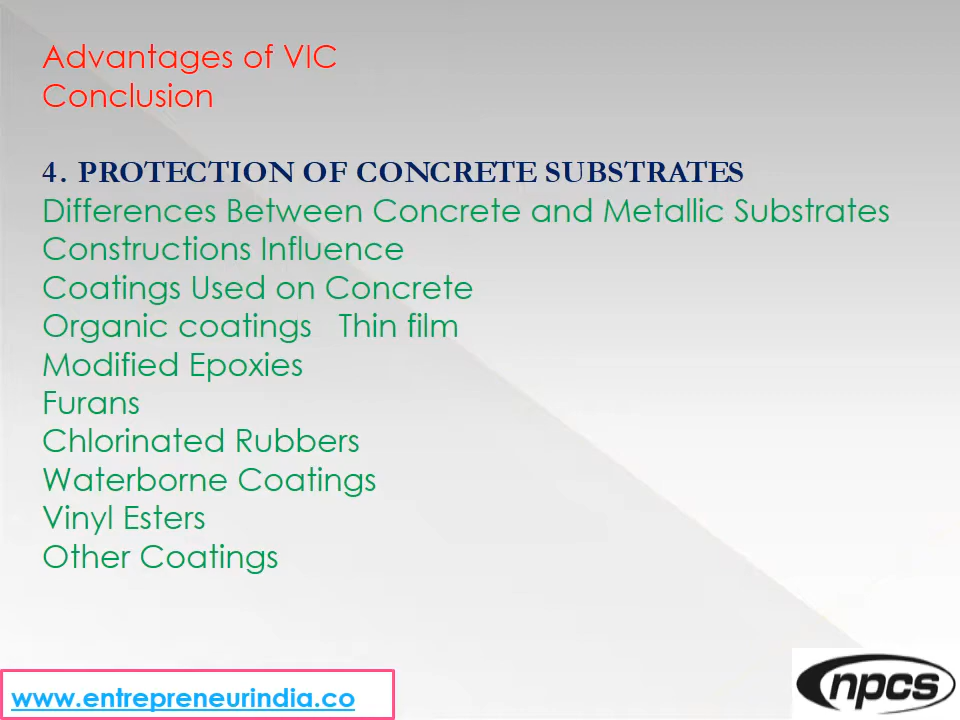 Advantages of VIC
Conclusion
4. PROTECTION OF CONCRETE SUBSTRATES
Differences Between Concrete and Metallic Substrates
Constructions Influence
Coatings Used on Concrete
Organic coatings   Thin film
Modified Epoxies
Furans
Chlorinated Rubbers
Waterborne Coatings
Vinyl Esters
Other Coatings
www.entrepreneurindia.co
npcs